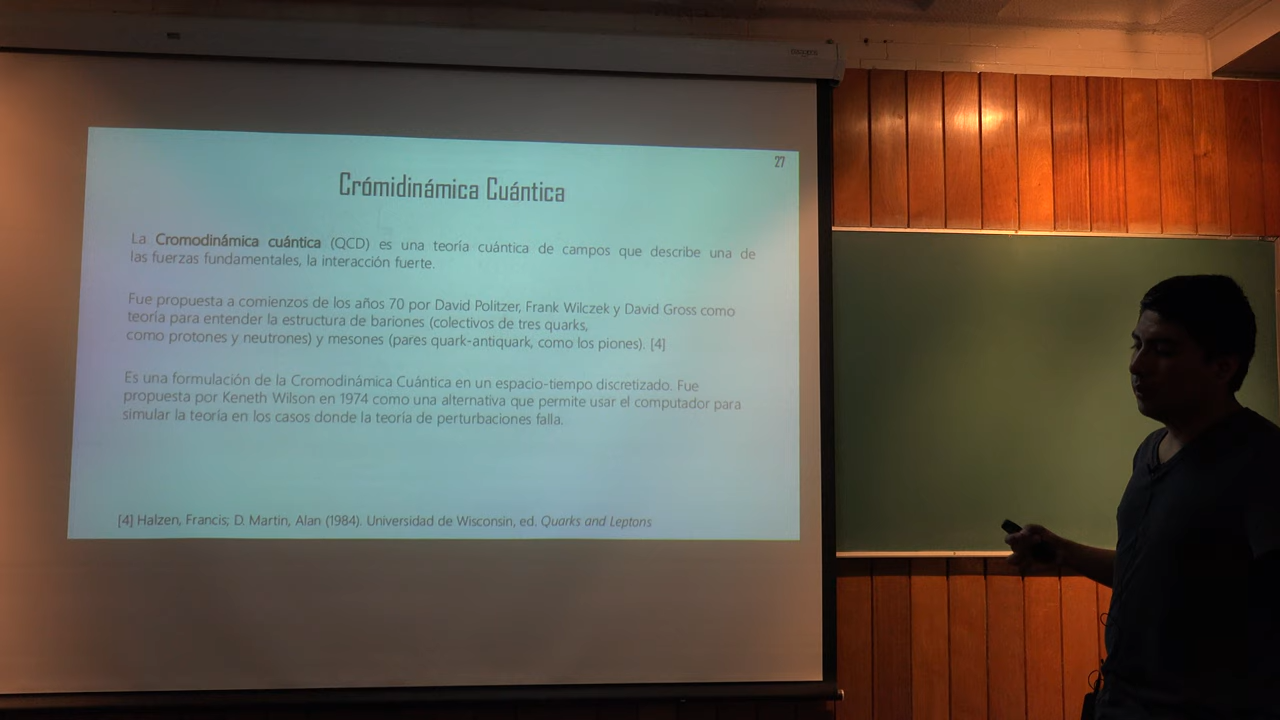 27
Crómidinámica Cuántica
La Cromodinámica cuántica (QCD) es una teoría cuántica de campos que describe una de
las fuerzas fundamentales, la interacción fuerte.
Fue propuesta a comienzos de los años 70 por David Politzer, Frank Wilczek y David Gross como
teoría para entender la estructura de bariones (colectivos de tres quarks,
como protones y neutrones) y mesones (pares quark-antiquark, como los piones). [4]
Es una formulación de la Cromodinámica Cuántica en un espacio-tiempo discretizado. Fue
propuesta por Keneth Wilson en 1974 como una alternativa que permite usar el computador para
simular la teoría en los casos donde la teoría de perturbaciones falla.
[4] Halzen, Francis; D. Martin, Alan (1984). Universidad de Wisconsin, ed. Quarks and Leptons